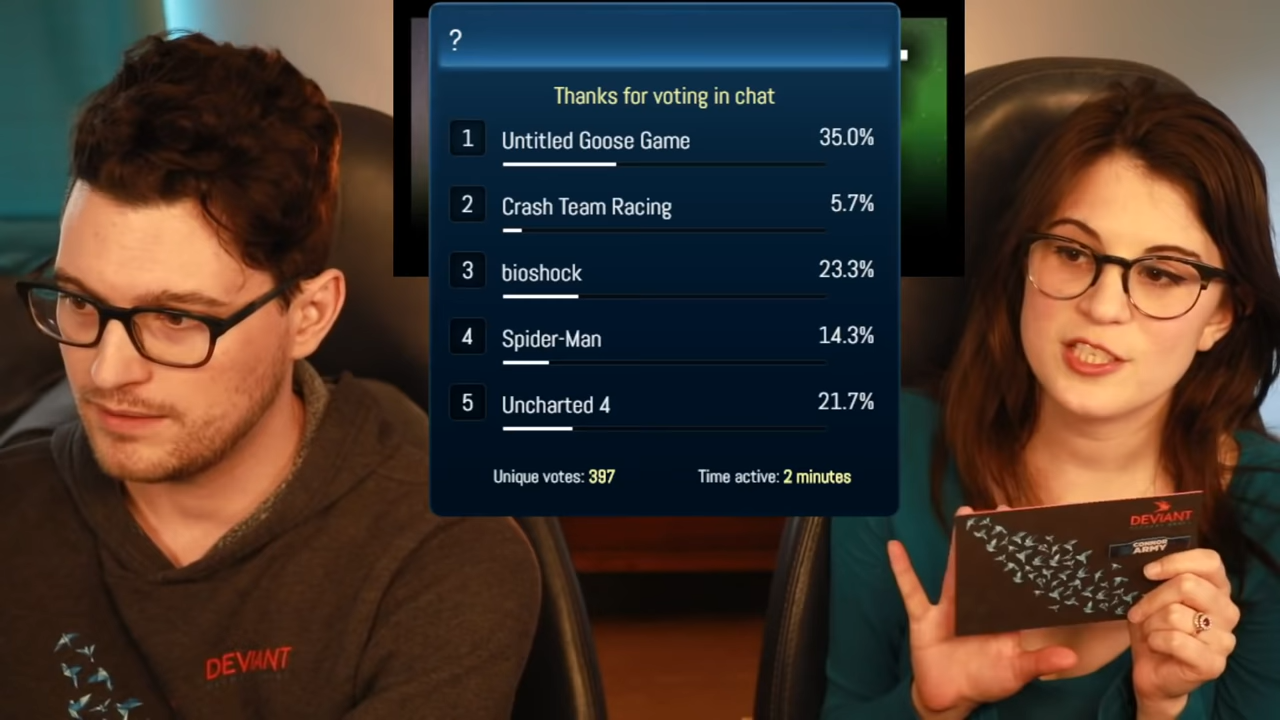 ?
Thanks for voting in chat
1 Untitled Goose Game 35.0%
2 Crash Team Racing 5.7%
3 bioshock 23.3%
4 Spider-Man 14.3%
5 Uncharted 4 21.7%
Unique votes: 397 Time active: 2 minutes
DEVIANT
CONNOR
ARMY
DEVIANT